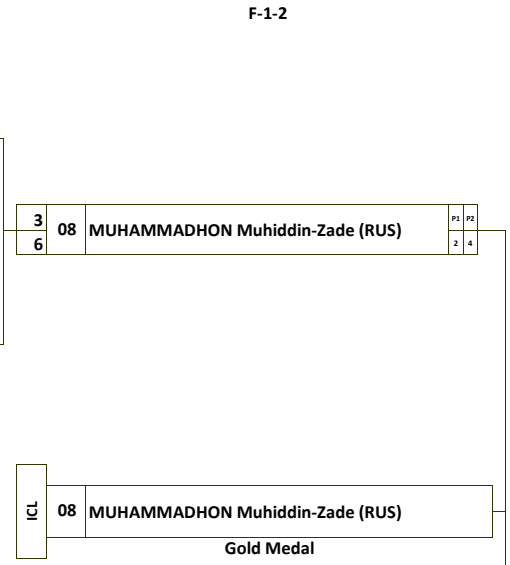 F-1-2
3 08 MUHAMMADHON Muhiddin-Zade (RUS) P1 P2
6 2 4
ICL 08 MUHAMMADHON Muhiddin-Zade (RUS)
Gold Medal